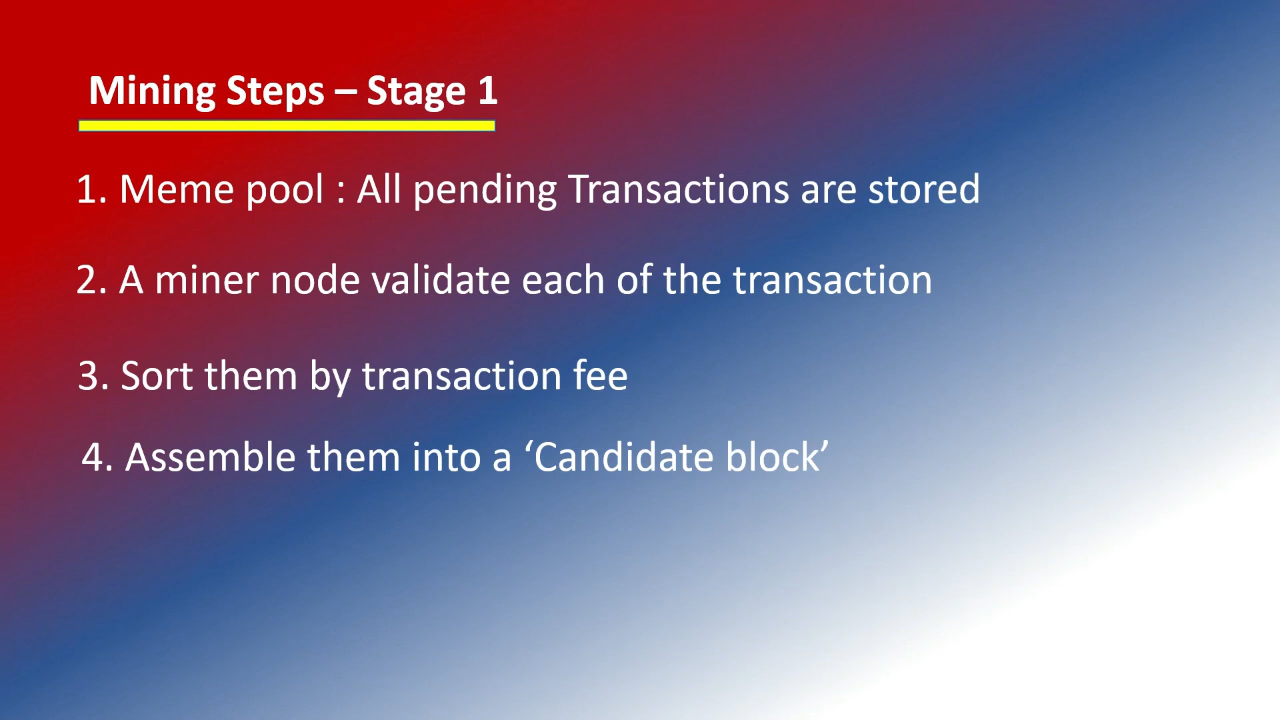 Mining Steps – Stage 1
1. Meme pool : All pending Transactions are stored
2. A miner node validate each of the transaction
3. Sort them by transaction fee
4. Assemble them into a ‘Candidate block’